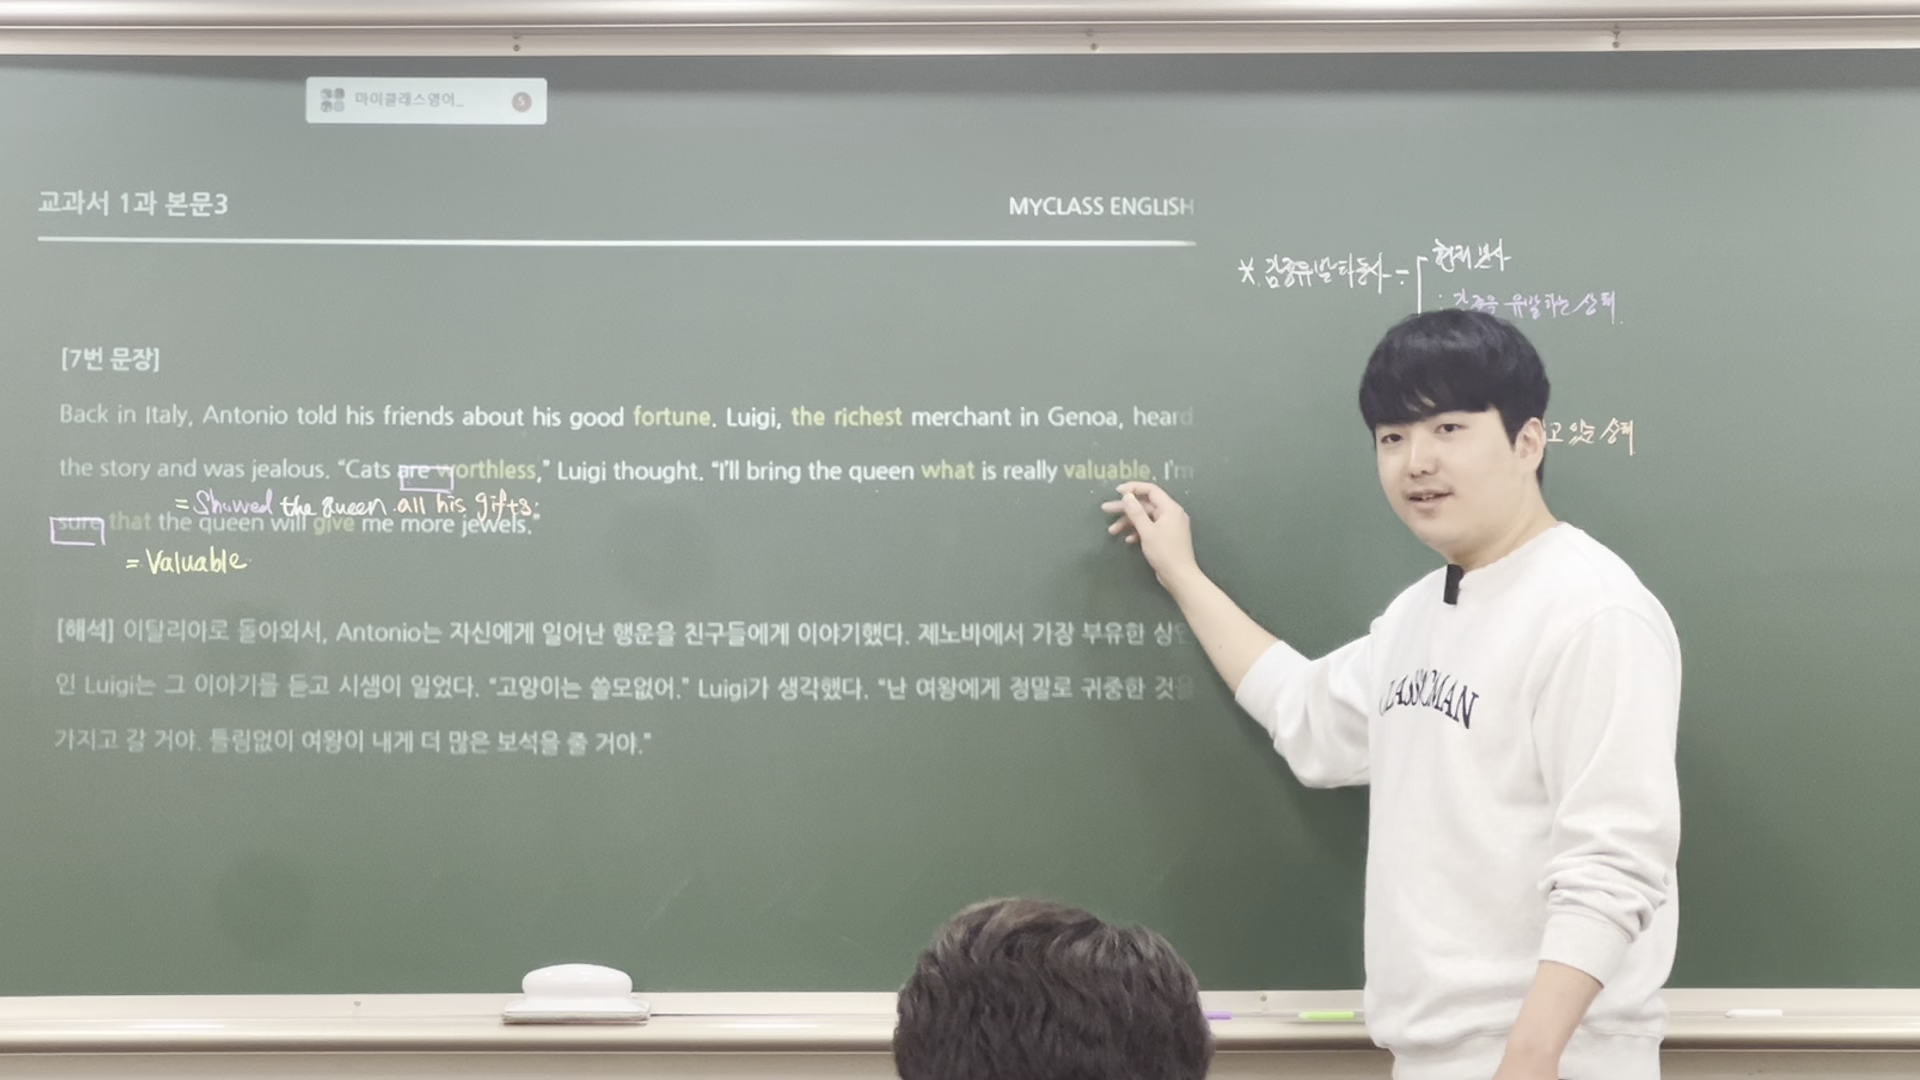 마이클래스영어_ S
교과서 1과 본문3
MYCLASS ENGLISH
* 감정유발타동사 : 현재분사
: 감정을 유발하는 상태.
고 있는 상태
[7번 문장]
Back in Italy, Antonio told his friends about his good fortune. Luigi, the richest merchant in Genoa, heard
the story and was jealous. “Cats are worthless,” Luigi thought. “I’ll bring the queen what is really valuable. I’m
= Showed the queen all his gifts.
sure that the queen will give me more jewels.”
= Valuable
[해석] 이탈리아로 돌아와서, Antonio는 자신에게 일어난 행운을 친구들에게 이야기했다. 제노바에서 가장 부유한 상
인 Luigi는 그 이야기를 듣고 시샘이 일었다. “고양이는 쓸모없어.” Luigi가 생각했다. “난 여왕에게 정말로 귀중한 것을
가지고 갈 거야. 틀림없이 여왕이 내게 더 많은 보석을 줄 거야.”
CLASSICMAN